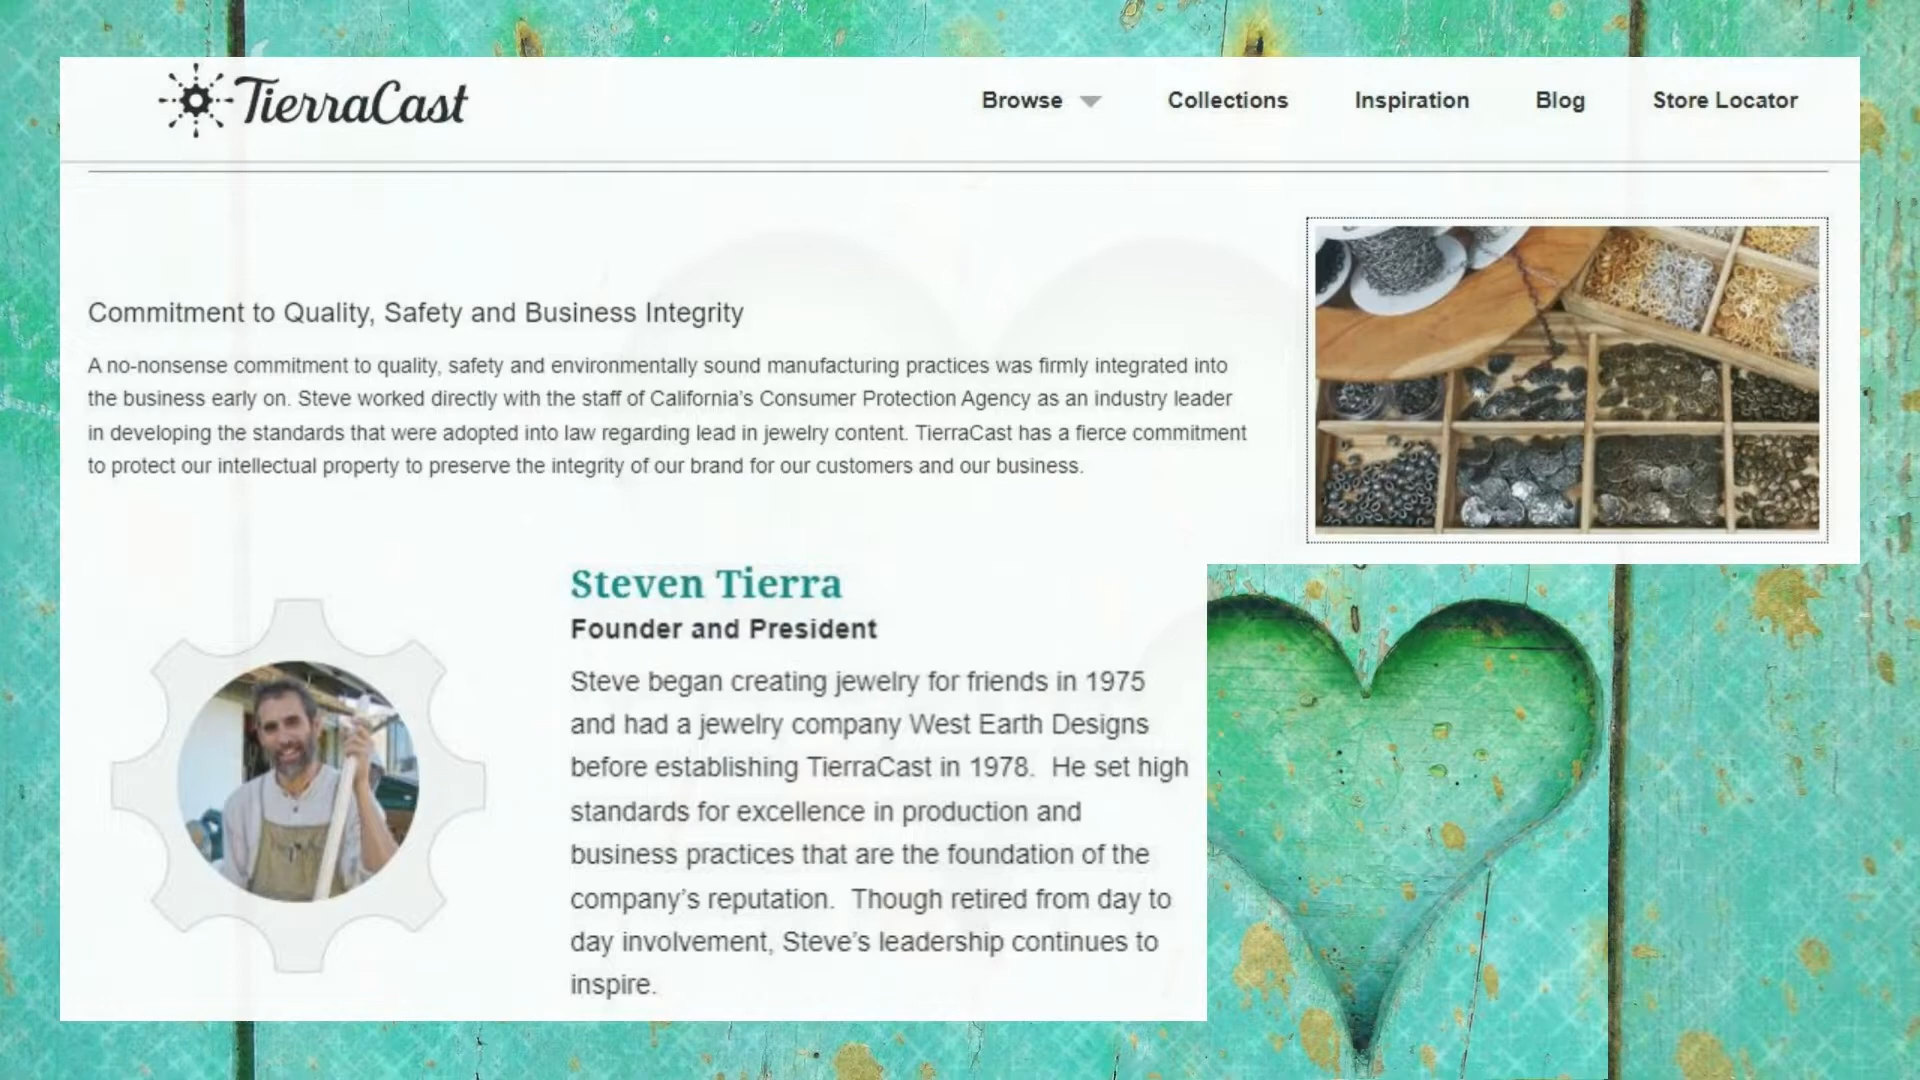 TierraCast
Browse
Collections
Inspiration
Blog
Store Locator
Commitment to Quality, Safety and Business Integrity
A no-nonsense commitment to quality, safety and environmentally sound manufacturing practices was firmly integrated into
the business early on. Steve worked directly with the staff of California's Consumer Protection Agency as an industry leader
in developing the standards that were adopted into law regarding lead in jewelry content. TierraCast has a fierce commitment
to protect our intellectual property to preserve the integrity of our brand for our customers and our business.
Steven Tierra
Founder and President
Steve began creating jewelry for friends in 1975
and had a jewelry company West Earth Designs
before establishing TierraCast in 1978. He set high
standards for excellence in production and
business practices that are the foundation of the
company's reputation. Though retired from day to
day involvement, Steve's leadership continues to
inspire.